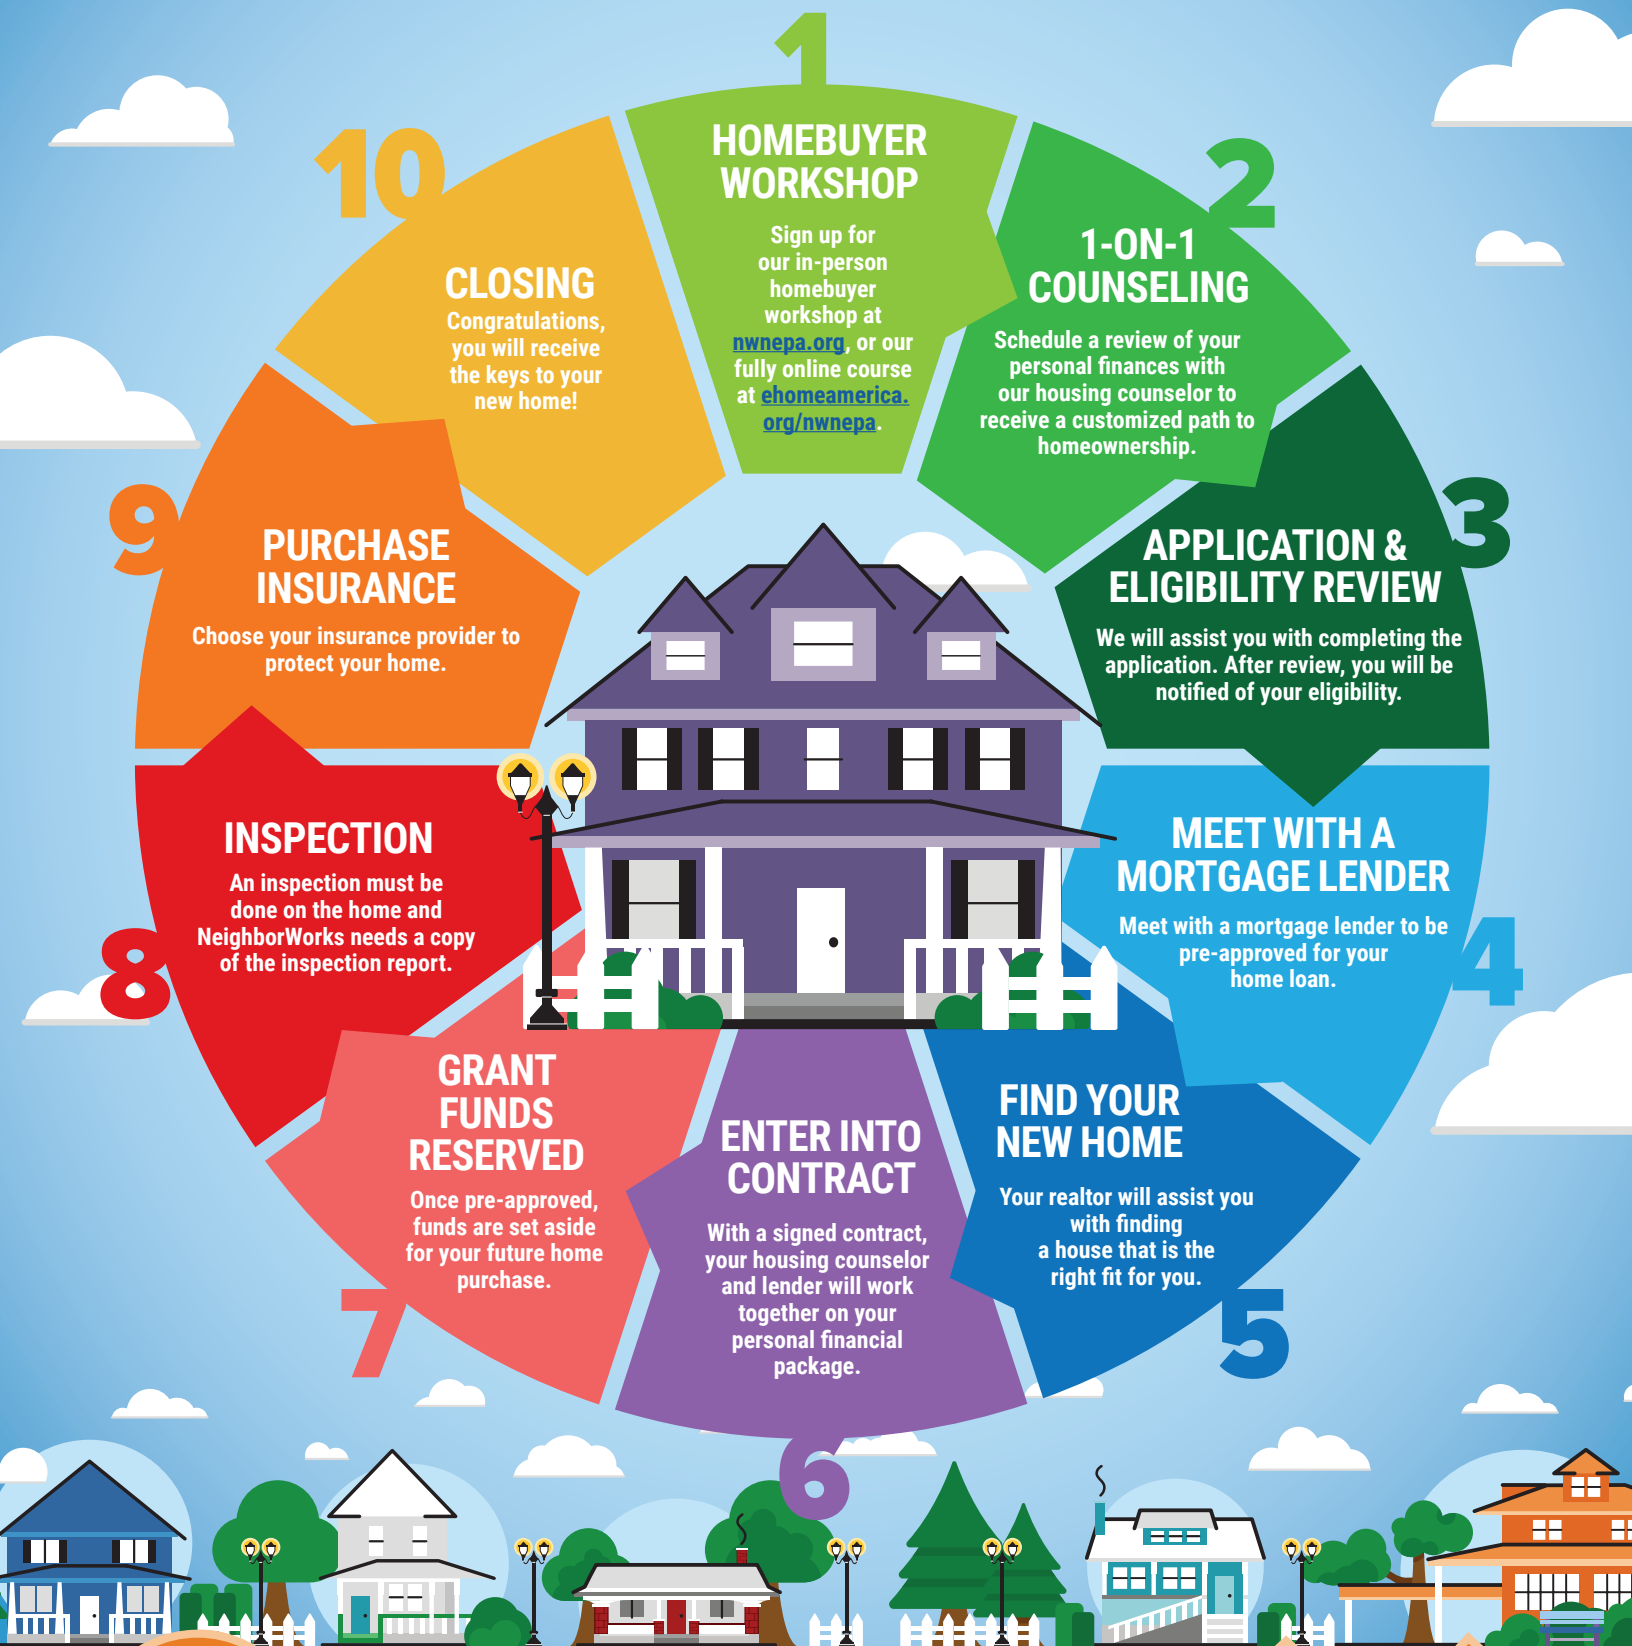 1
HOMEBUYER
WORKSHOP
Sign up for
our in-person
homebuyer
workshop at
nwnepa.org, or our
fully online course
at ehomeamerica.
org/nwnepa.
2
1-ON-1
COUNSELING
Schedule a review of your
personal finances with
our housing counselor to
receive a customized path to
homeownership.
3
APPLICATION &
ELIGIBILITY REVIEW
We will assist you with completing the
application. After review, you will be
notified of your eligibility.
4
MEET WITH A
MORTGAGE LENDER
Meet with a mortgage lender to be
pre-approved for your
home loan.
5
FIND YOUR
NEW HOME
Your realtor will assist you
with finding
a house that is the
right fit for you.
6
ENTER INTO
CONTRACT
With a signed contract,
your housing counselor
and lender will work
together on your
personal financial
package.
7
GRANT
FUNDS
RESERVED
Once pre-approved,
funds are set aside
for your future home
purchase.
8
INSPECTION
An inspection must be
done on the home and
NeighborWorks needs a copy
of the inspection report.
9
PURCHASE
INSURANCE
Choose your insurance provider to
protect your home.
10
CLOSING
Congratulations,
you will receive
the keys to your
new home!